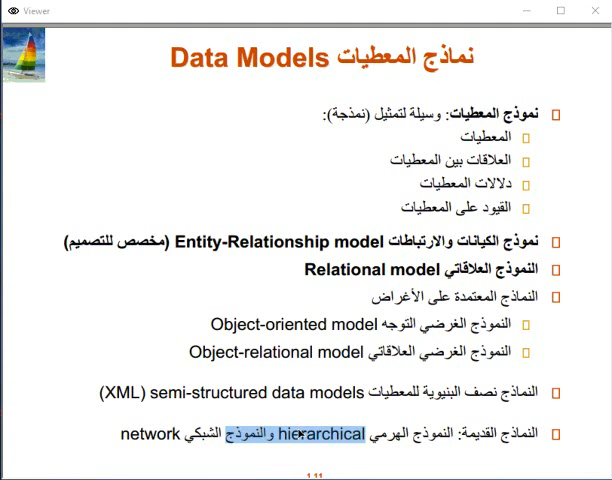 Viewer
نماذج المعطيات Data Models
نموذج المعطيات: وسيلة لتمثيل (نمذجة):
المعطيات
العلاقات بين المعطيات
دلالات المعطيات
القيود على المعطيات
نموذج الكيانات والارتباطات Entity-Relationship model (مخصص للتصميم)
النموذج العلاقاتي Relational model
النماذج المعتمدة على الأغراض
النموذج الغرضي التوجه Object-oriented model
النموذج الغرضي العلاقاتي Object-relational model
النماذج نصف البنيوية للمعطيات semi-structured data models (XML)
النماذج القديمة: النموذج الهرمي hierarchical والنموذج الشبكي network
1.11